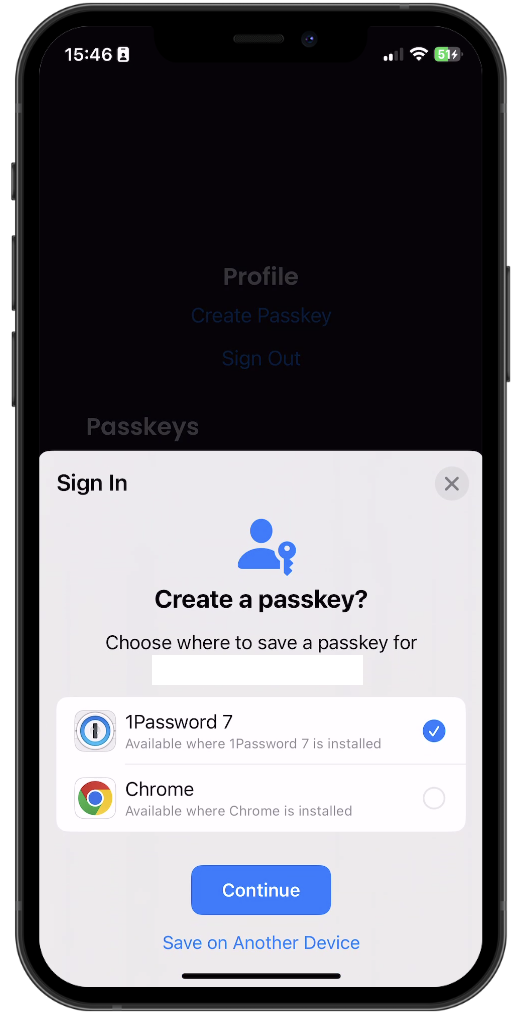 15:46
51
Profile
Create Passkey
Sign Out
Passkeys
Sign In
Create a passkey?
Choose where to save a passkey for
1Password 7
Available where 1Password 7 is installed
Chrome
Available where Chrome is installed
Continue
Save on Another Device